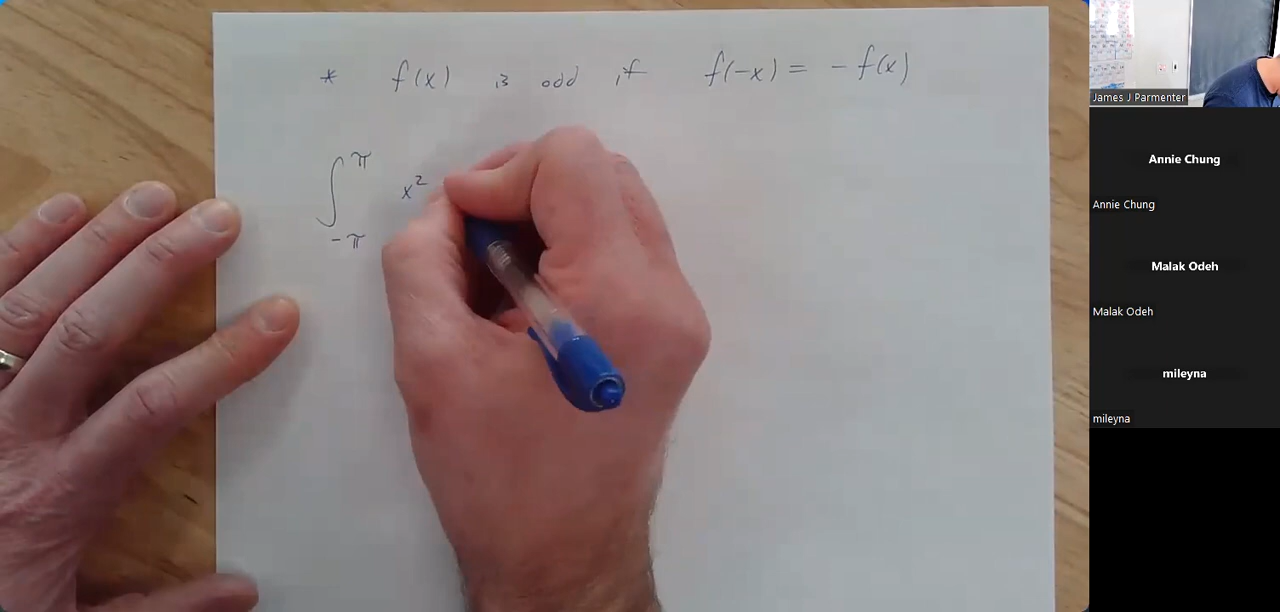 * f(x) is odd if f(-x) = - f(x)
∫ π -π x²
James J Parmenter
Annie Chung
Annie Chung
Malak Odeh
Malak Odeh
mileyna
mileyna